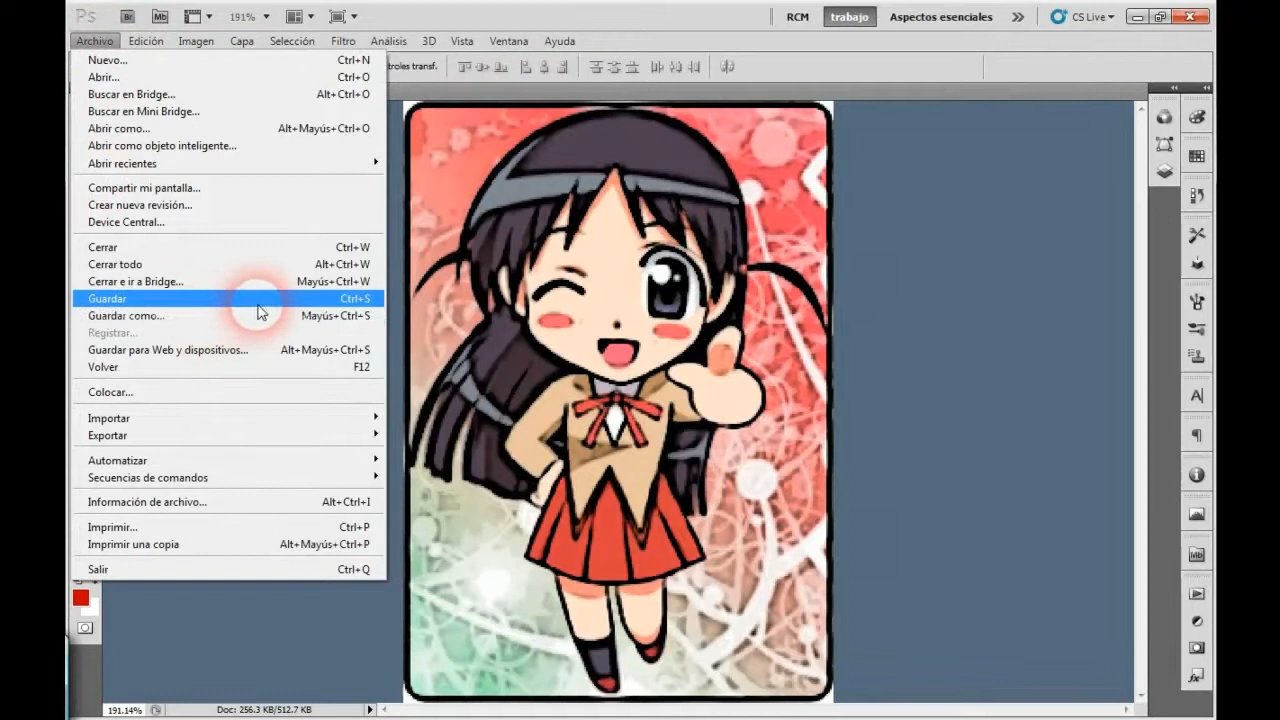 Ps Br Mb 191% RCM trabajo Aspectos esenciales CS Live
Archivo Edición Imagen Capa Selección Filtro Análisis 3D Vista Ventana Ayuda
troles transf.
Nuevo... Ctrl+N
Abrir... Ctrl+O
Buscar en Bridge... Alt+Ctrl+O
Buscar en Mini Bridge...
Abrir como... Alt+Mayús+Ctrl+O
Abrir como objeto inteligente...
Abrir recientes
Compartir mi pantalla...
Crear nueva revisión...
Device Central...
Cerrar Ctrl+W
Cerrar todo Alt+Ctrl+W
Cerrar e ir a Bridge... Mayús+Ctrl+W
Guardar Ctrl+S
Guardar como... Mayús+Ctrl+S
Registrar...
Guardar para Web y dispositivos... Alt+Mayús+Ctrl+S
Volver F12
Colocar...
Importar
Exportar
Automatizar
Secuencias de comandos
Información de archivo... Alt+Ctrl+I
Imprimir... Ctrl+P
Imprimir una copia Alt+Mayús+Ctrl+P
Salir Ctrl+Q
Mb
191.14% Doc: 256.3 KB/512.7 KB